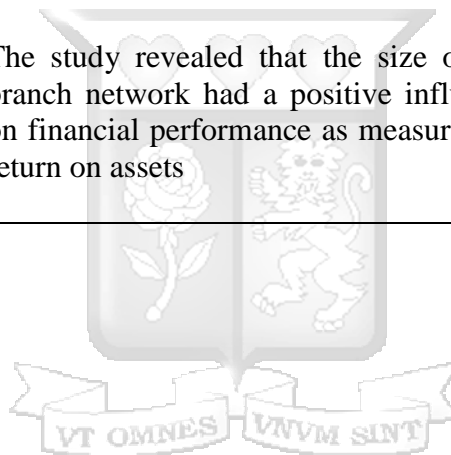 The study revealed that the size o
branch network had a positive influ
on financial performance as measur
return on assets
VT OMNES VNVM SINT